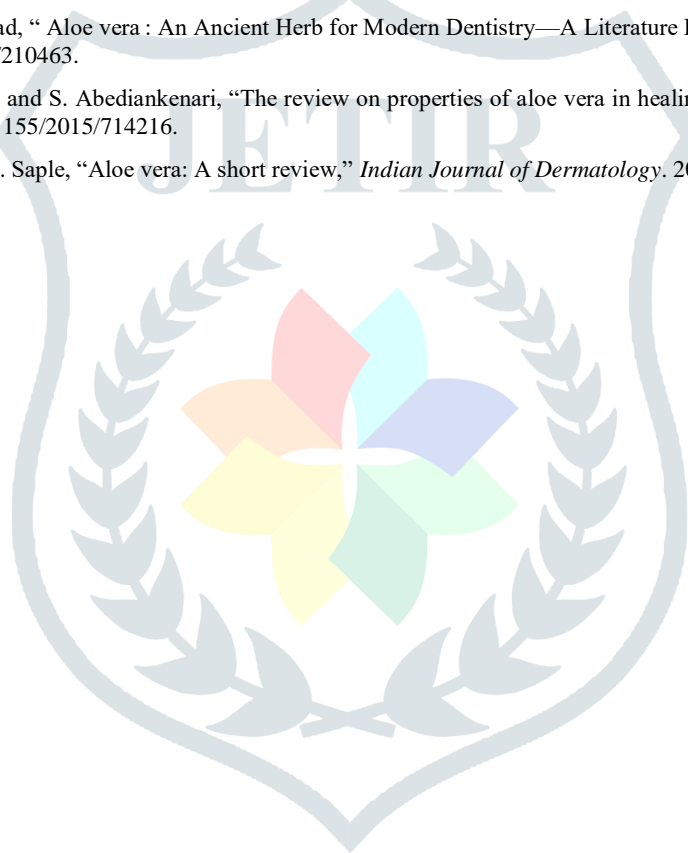 ad, “ Aloe vera : An Ancient Herb for Modern Dentistry—A Literature
/210463.
and S. Abediankenari, “The review on properties of aloe vera in healin
155/2015/714216.
. Saple, “Aloe vera: A short review,” Indian Journal of Dermatology. 20
JETIR